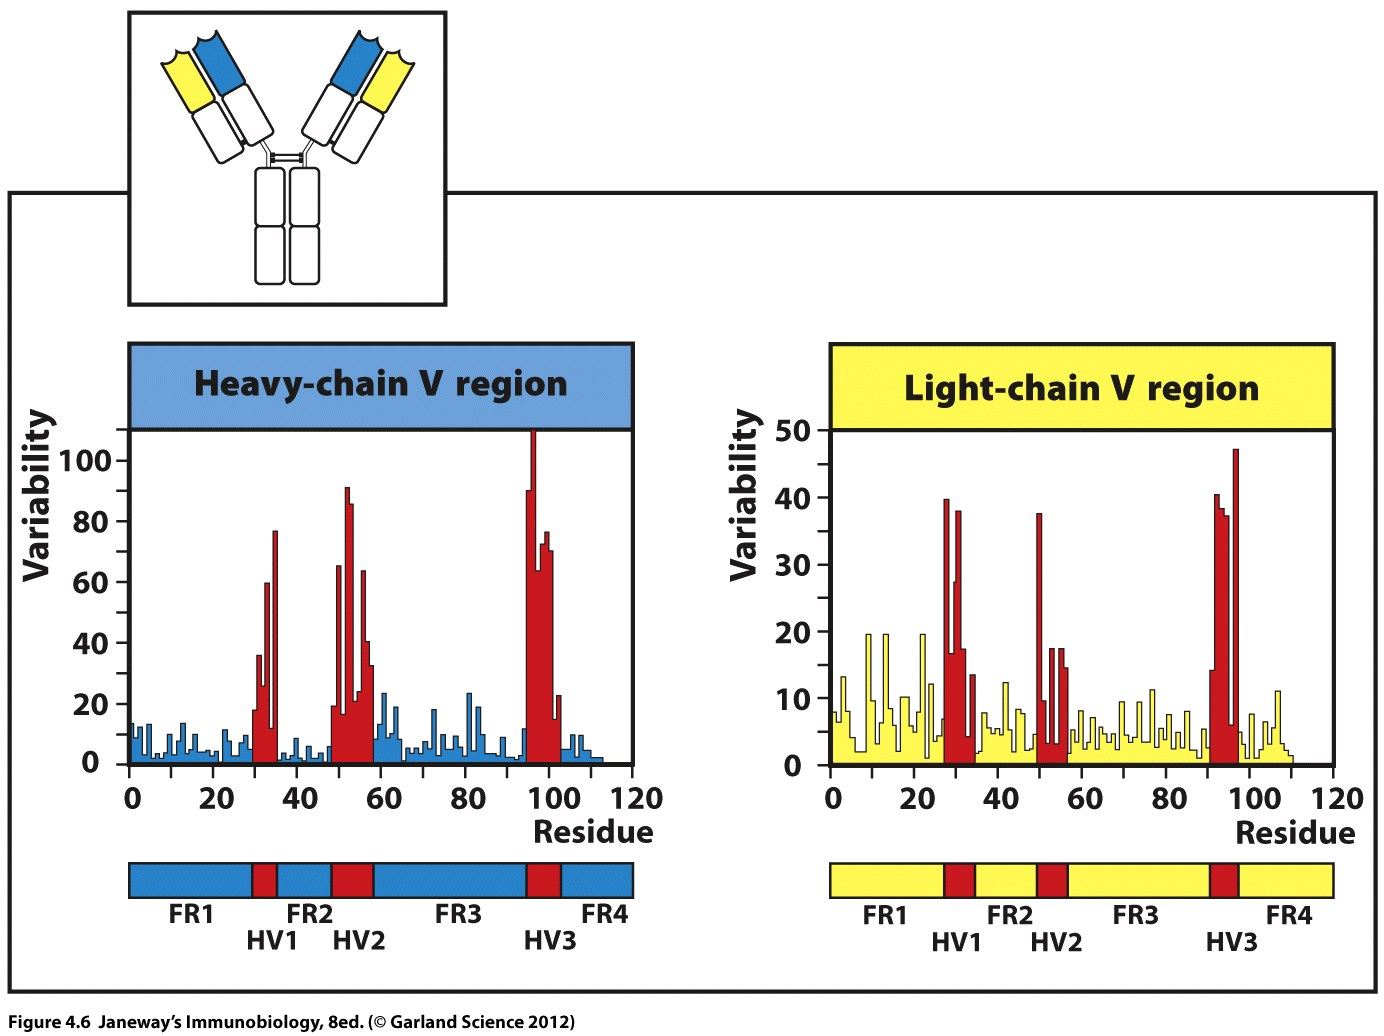 Heavy-chain V region
Variability
100
80
60
40
20
0
0 20 40 60 80 100 120
Residue
FR1 FR2 FR3 FR4
HV1 HV2 HV3
Light-chain V region
Variability
50
40
30
20
10
0
0 20 40 60 80 100 120
Residue
FR1 FR2 FR3 FR4
HV1 HV2 HV3
Figure 4.6 Janeway's Immunobiology, 8ed. (© Garland Science 2012)